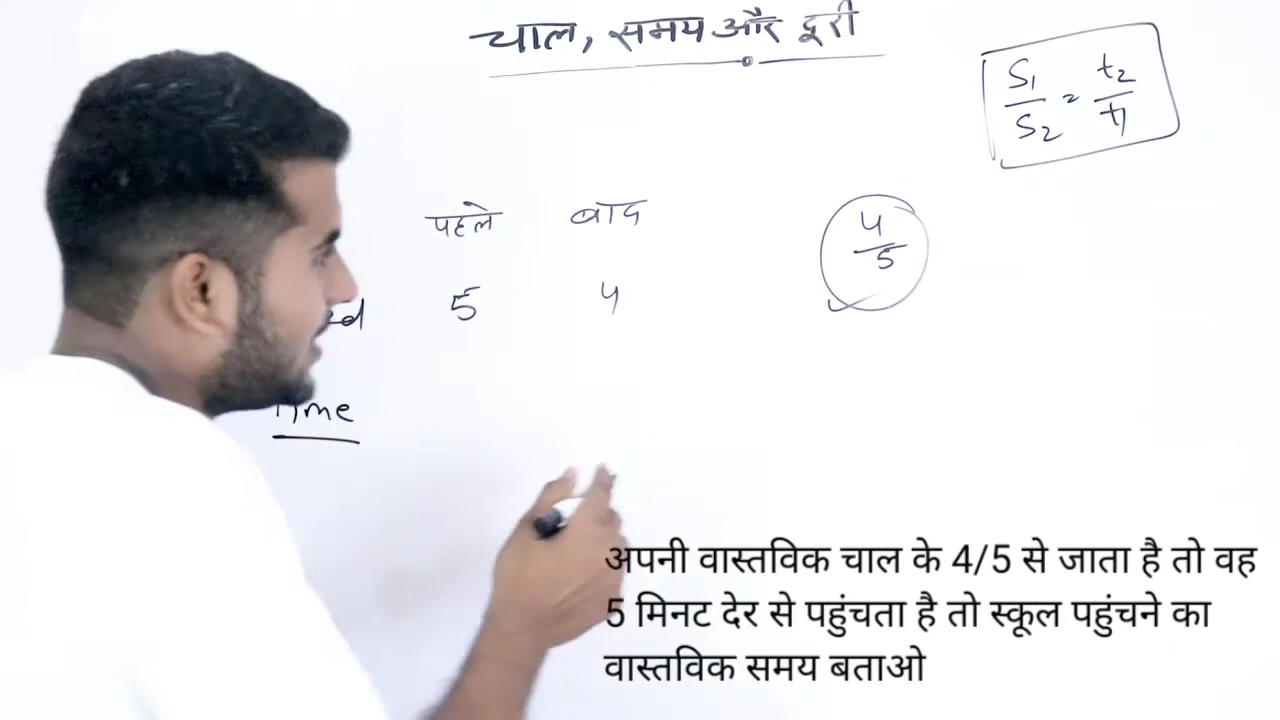 चाल, समय और दूरी
S1/S2 = t2/t1
पहले बाद
4/5
5 4
Time
अपनी वास्तविक चाल के 4/5 से जाता है तो वह
5 मिनट देर से पहुंचता है तो स्कूल पहुंचने का
वास्तविक समय बताओ